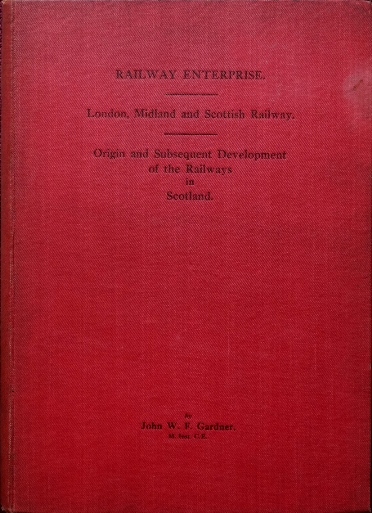 RAILWAY ENTERPRISE.
London, Midland and Scottish Railway.
Origin and Subsequent Development
of the Railways
in
Scotland.
by
John W. F. Gardner.
M. Inst. C.E.